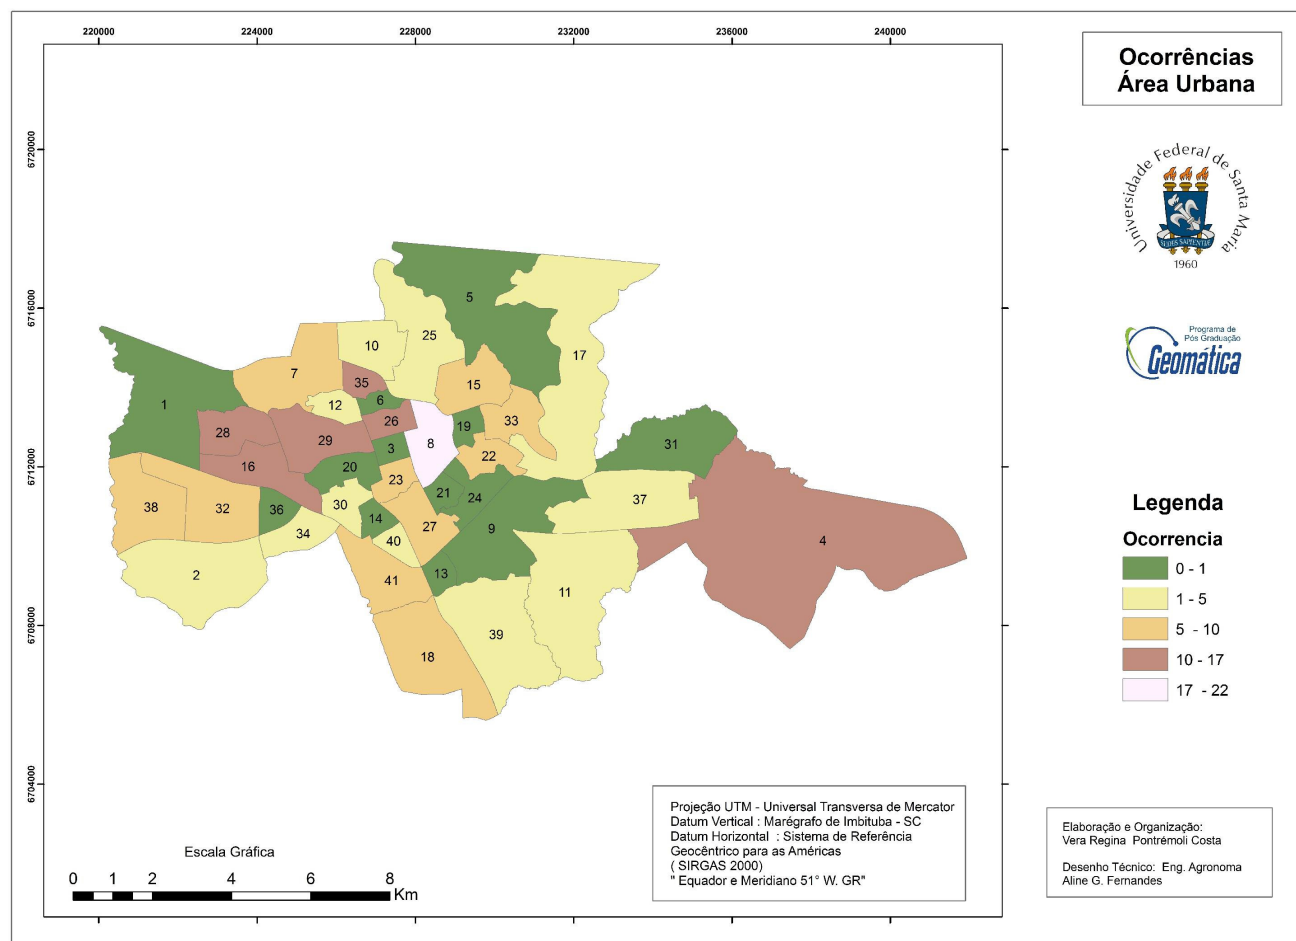 220000
224000
228000
232000
236000
240000
6720000
6716000
6712000
6708000
6704000
Ocorrências
Área Urbana
Universidade Federal de Santa Maria
SEDES SAPIENTIAE
1960
Programa de
Pós Graduação
Geomática
5
25
17
10
7
35
15
1
12
6
33
28
26
19
29
3
8
31
16
20
22
23
21
24
37
38
32
36
30
14
27
9
34
40
4
2
41
13
11
39
18
Legenda
Ocorrencia
0 - 1
1 - 5
5 - 10
10 - 17
17 - 22
Escala Gráfica
0 1 2 4 6 8
Km
Projeção UTM - Universal Transversa de Mercator
Datum Vertical : Marégrafo de Imbituba - SC
Datum Horizontal : Sistema de Referência
Geocêntrico para as Américas
( SIRGAS 2000)
" Equador e Meridiano 51° W. GR"
Elaboração e Organização:
Vera Regina Pontrémoli Costa
Desenho Técnico: Eng. Agronoma
Aline G. Fernandes